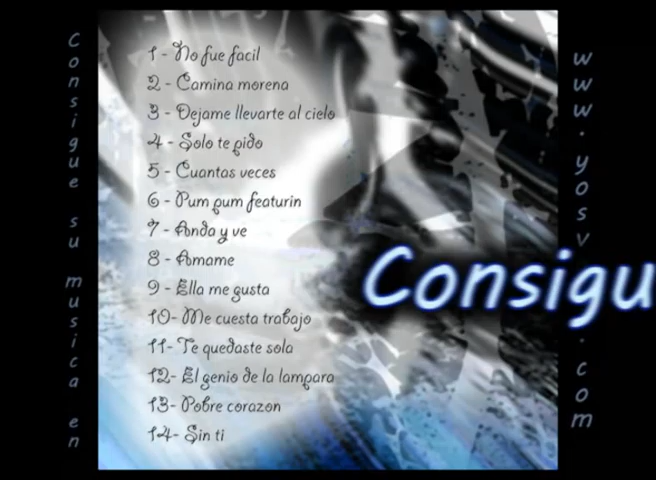 Consigue su musica en
1 - No fue facil
2 - Camina morena
3 - Dejame llevarte al cielo
4 - Solo te pido
5 - Cuantas veces
6 - Pum pum featurin
7 - Anda y ve
8 - Amame
9 - Ella me gusta
10- Me cuesta trabajo
11- Te quedaste sola
12- El genio de la lampara
13- Pobre corazon
14- Sin ti
Consigu
www.yosv
.com